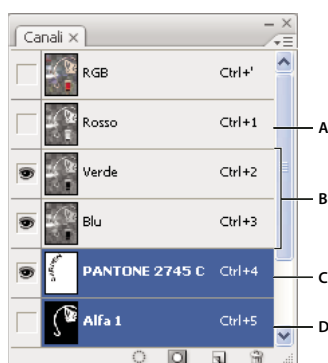 Canali
RGB Ctrl+'
Rosso Ctrl+1
A
Verde Ctrl+2
B
Blu Ctrl+3
PANTONE 2745 C Ctrl+4
C
Alfa 1 Ctrl+5
D